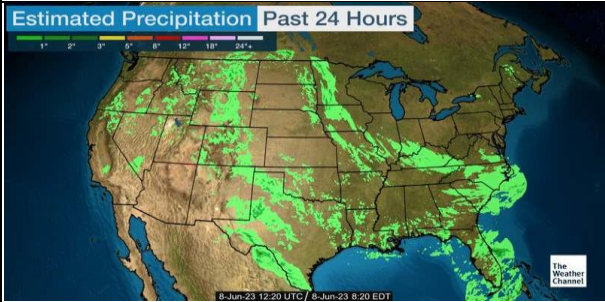 Estimated Precipitation Past 24 Hours
1" 2" 3" 5" 8" 12" 18" 24"+
The
Weather
Channel
8-Jun-23 12:20 UTC / 8-Jun-23 8:20 EDT